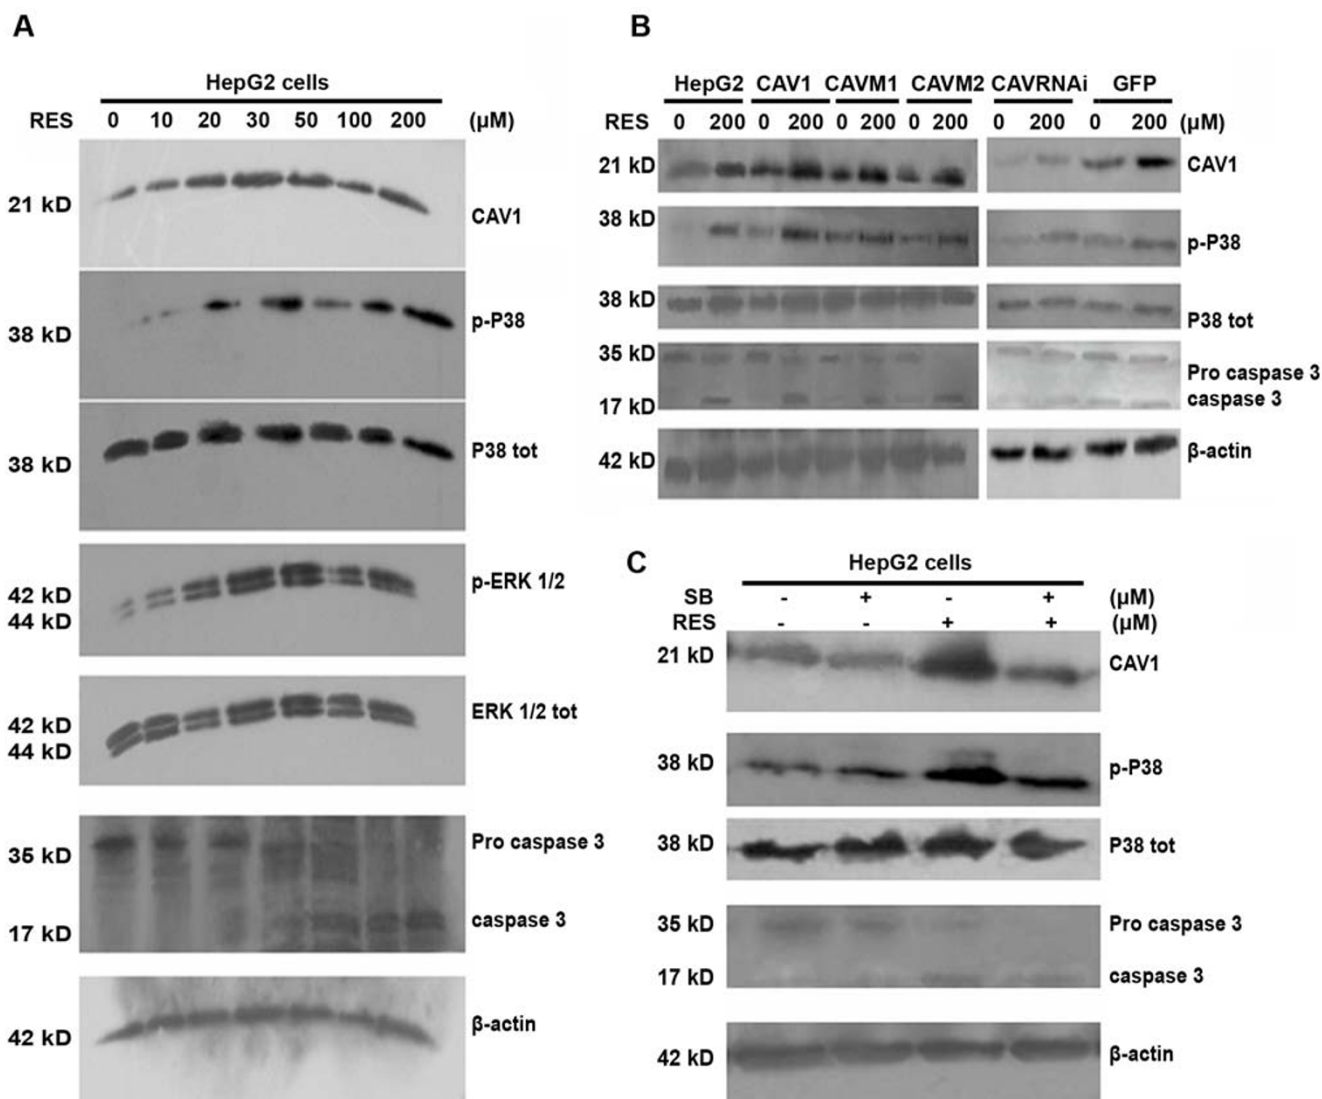 A
HepG2 cells
RES 0 10 20 30 50 100 200 (µM)
21 kD CAV1
38 kD p-P38
38 kD P38 tot
42 kD p-ERK 1/2
44 kD
42 kD ERK 1/2 tot
44 kD
35 kD Pro caspase 3
17 kD caspase 3
42 kD β-actin
B
HepG2 CAV1 CAVM1 CAVM2 CAVRNAi GFP
RES 0 200 0 200 0 200 0 200 0 200 0 200 (µM)
21 kD CAV1
38 kD p-P38
38 kD P38 tot
35 kD Pro caspase 3
17 kD caspase 3
42 kD β-actin
C
HepG2 cells
SB - + - + (µM)
RES - - + + (µM)
21 kD CAV1
38 kD p-P38
38 kD P38 tot
35 kD Pro caspase 3
17 kD caspase 3
42 kD β-actin